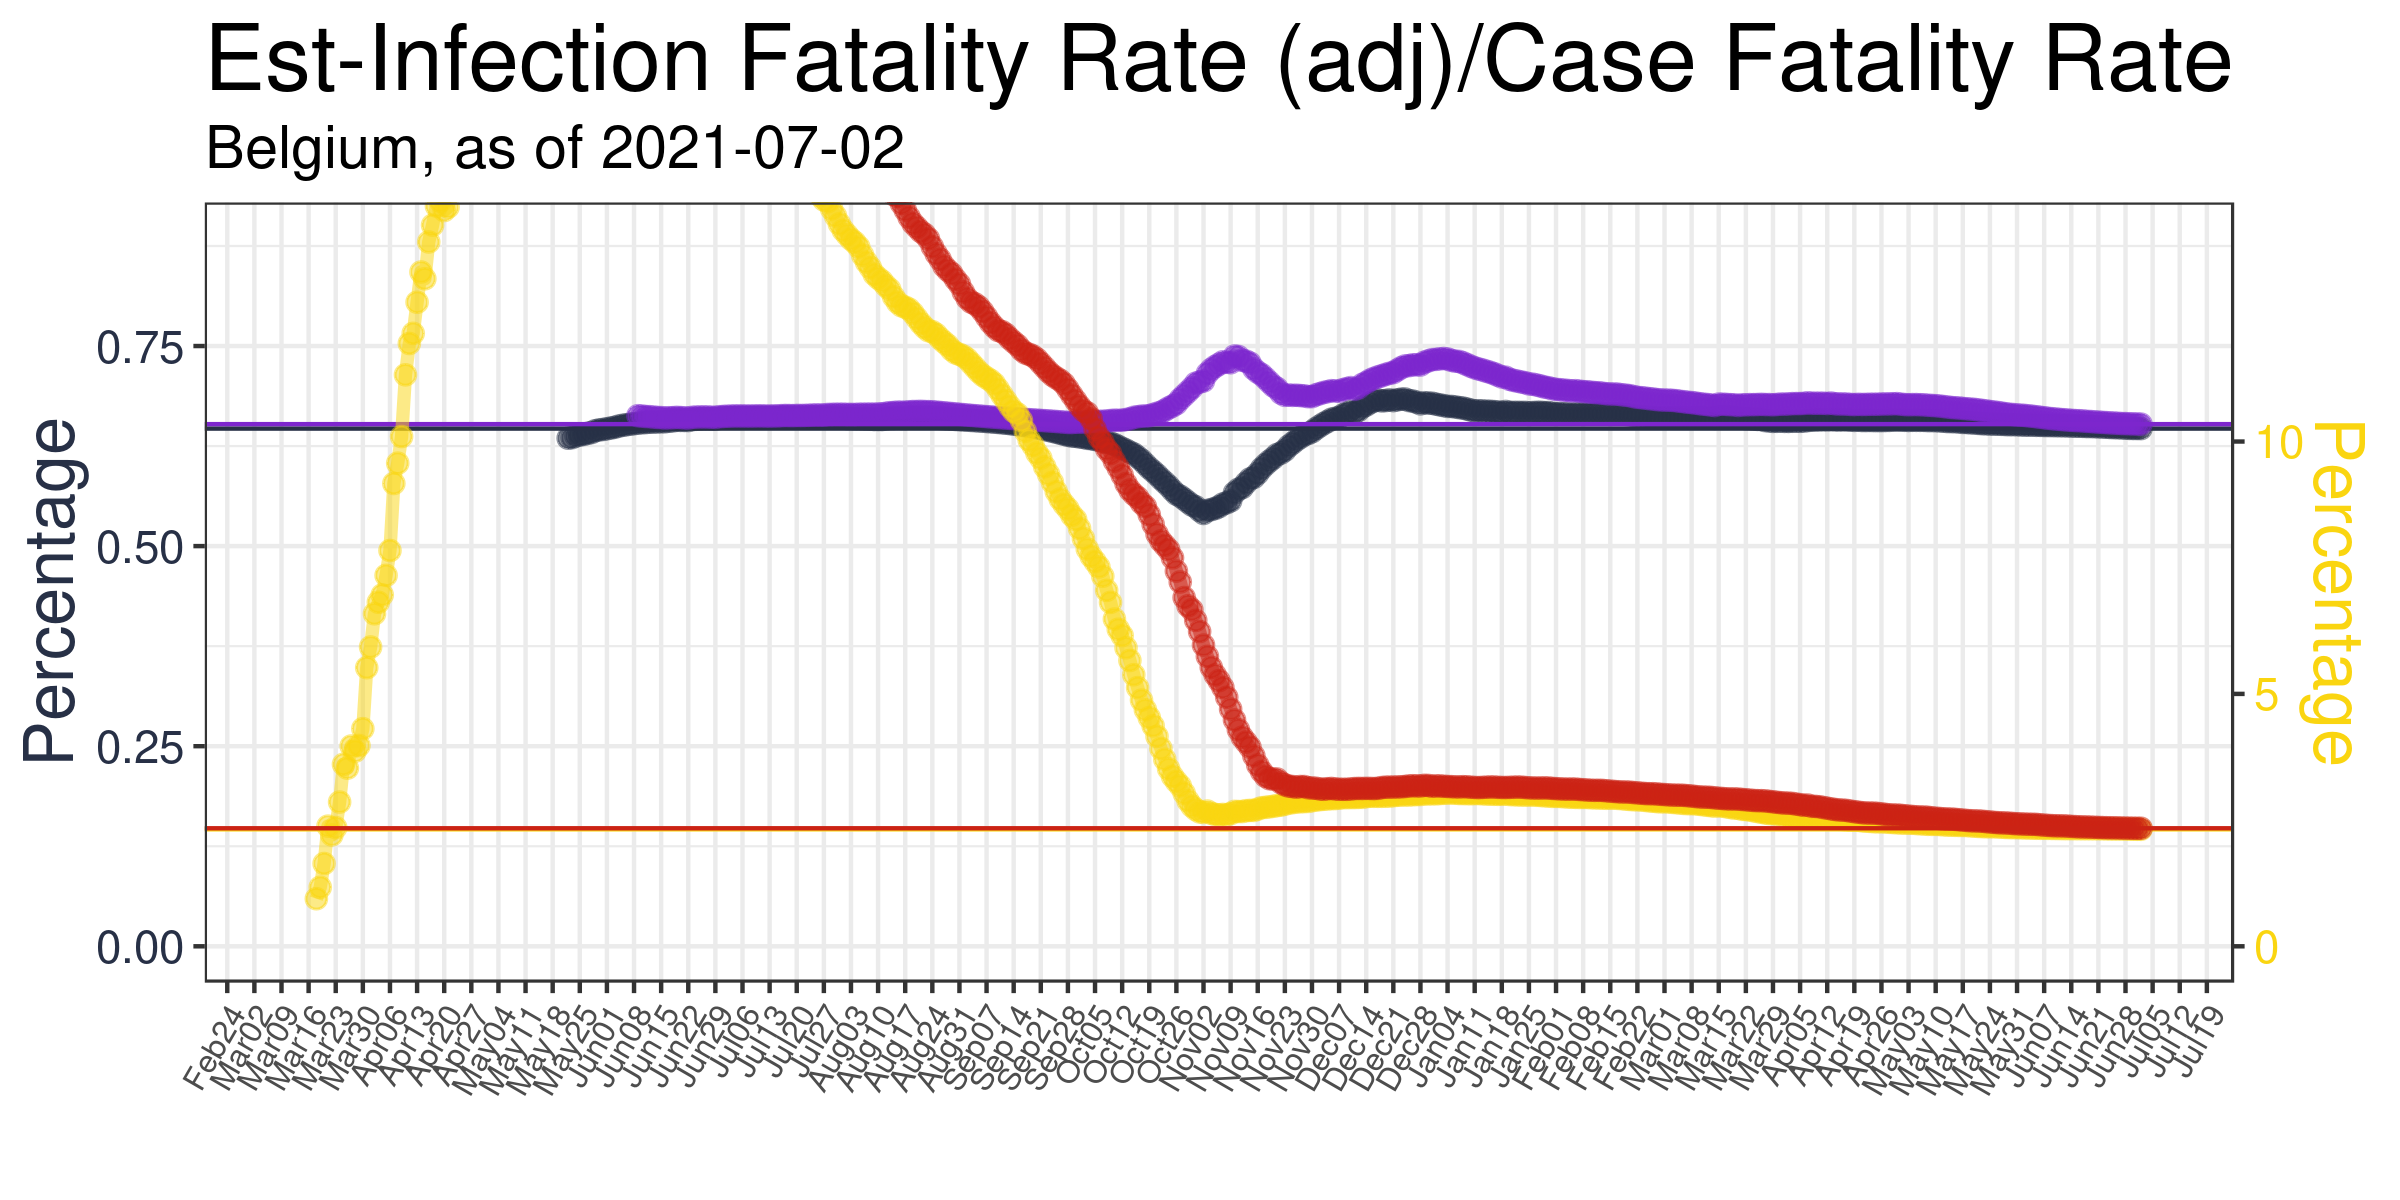 Est-Infection Fatality Rate (adj)/Case Fatality Rate
Belgium, as of 2021-07-02
Percentage
0.75
0.50
0.25
0.00
10
5
0
Percentage
Feb24
Mar02
Mar09
Mar16
Mar23
Mar30
Apr06
Apr13
Apr20
Apr27
May04
May11
May18
May25
Jun01
Jun08
Jun15
Jun22
Jun29
Jul06
Jul13
Jul20
Jul27
Aug03
Aug10
Aug17
Aug24
Aug31
Sep07
Sep14
Sep21
Sep28
Oct05
Oct12
Oct19
Oct26
Nov02
Nov09
Nov16
Nov23
Nov30
Dec07
Dec14
Dec21
Dec28
Jan04
Jan11
Jan18
Jan25
Feb01
Feb08
Feb15
Feb22
Mar01
Mar08
Mar15
Mar22
Mar29
Apr05
Apr12
Apr19
Apr26
May03
May10
May17
May24
May31
Jun07
Jun14
Jun21
Jun28
Jul05
Jul12
Jul19